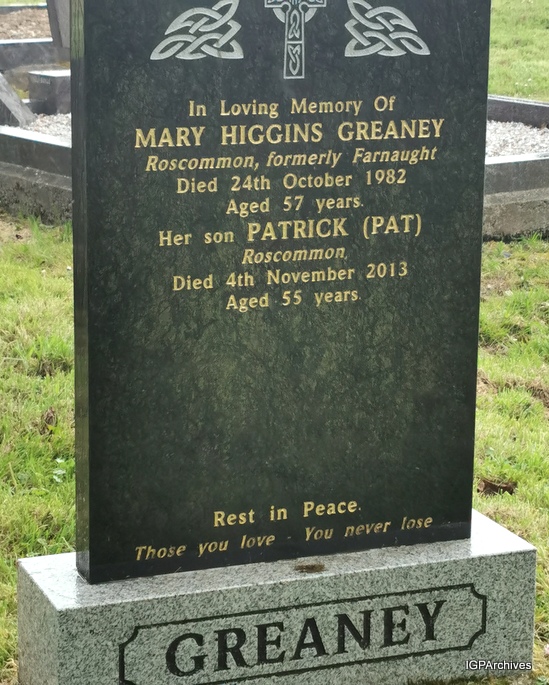 In Loving Memory Of
MARY HIGGINS GREANEY
Roscommon, formerly Farnaught
Died 24th October 1982
Aged 57 years.
Her son PATRICK (PAT)
Roscommon,
Died 4th November 2013
Aged 55 years.
Rest in Peace.
Those you love - You never lose
GREANEY
IGPArchives